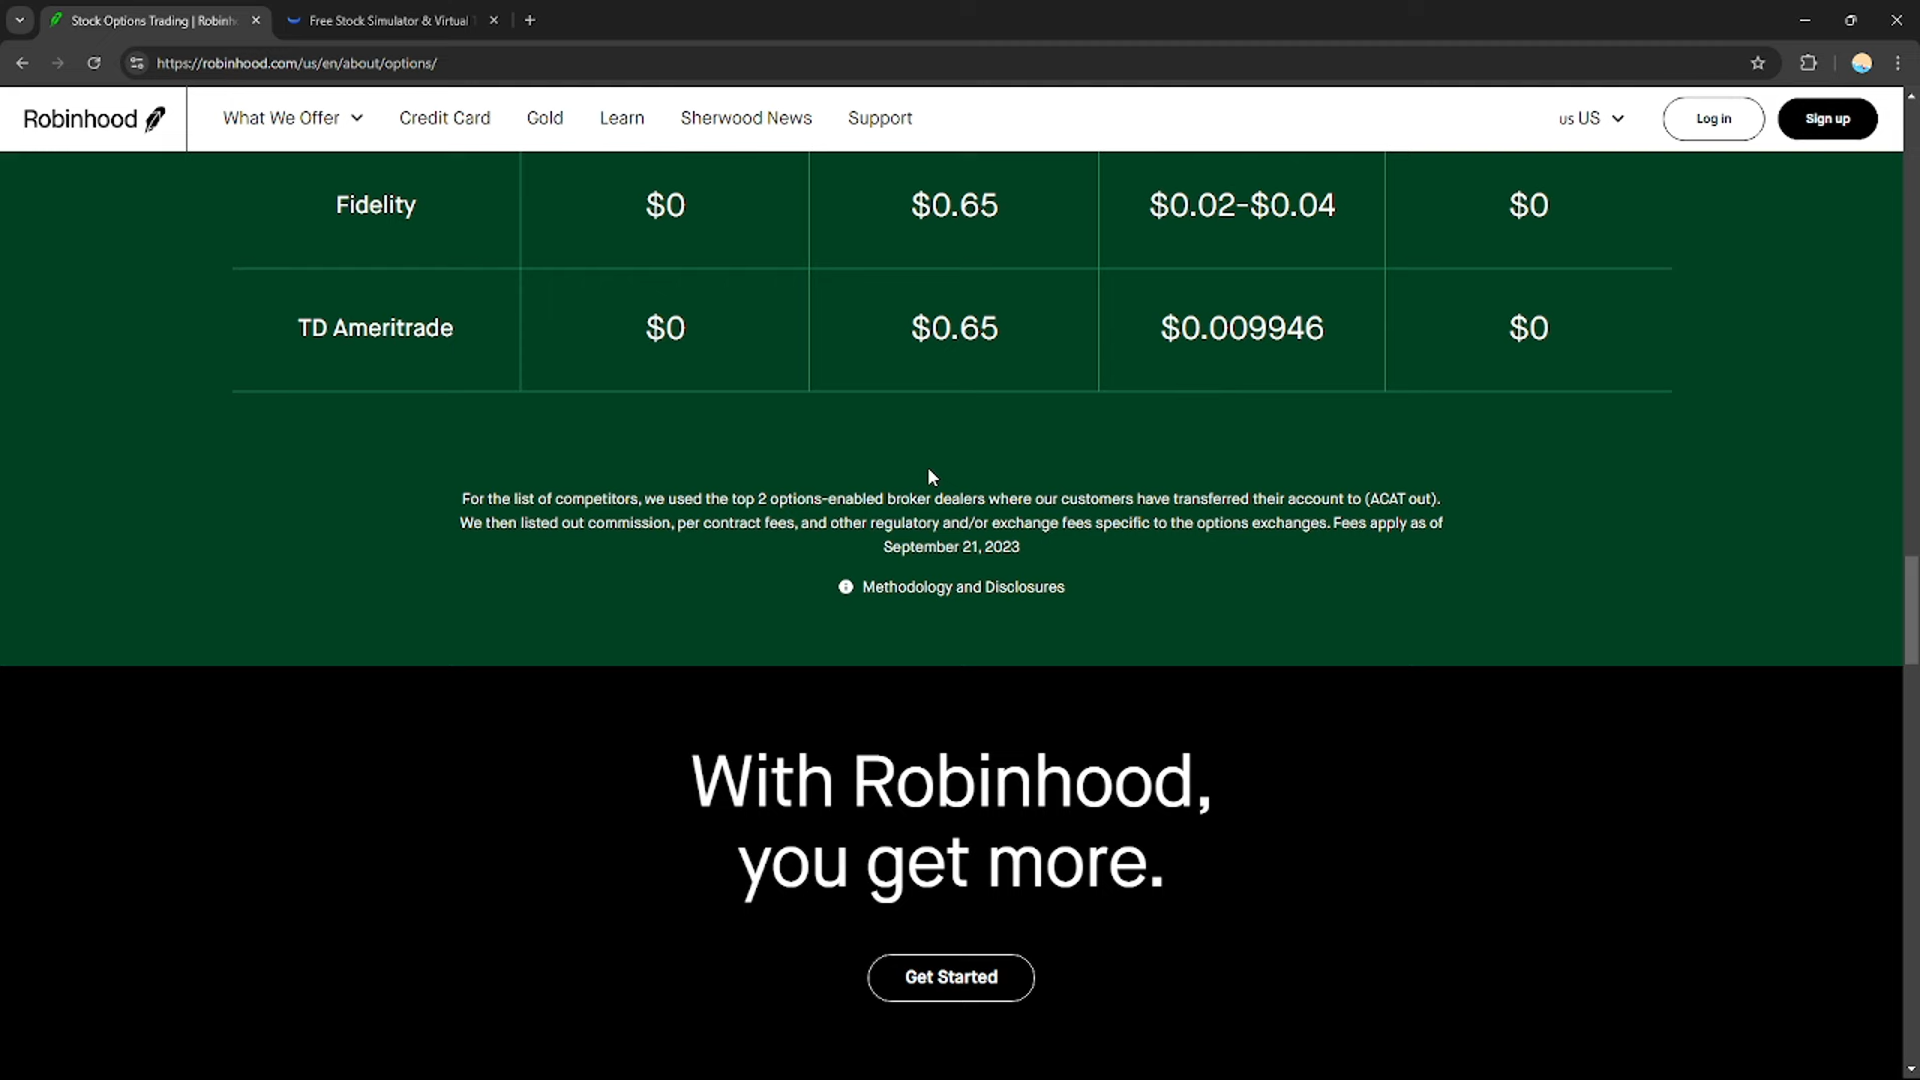 Stock Options Trading | Robinh
Free Stock Simulator & Virtual
https://robinhood.com/us/en/about/options/
Robinhood
What We Offer
Credit Card
Gold
Learn
Sherwood News
Support
us US
Log in
Sign up
Fidelity $0 $0.65 $0.02-$0.04 $0
TD Ameritrade $0 $0.65 $0.009946 $0
For the list of competitors, we used the top 2 options-enabled broker dealers where our customers have transferred their account to (ACAT out).
We then listed out commission, per contract fees, and other regulatory and/or exchange fees specific to the options exchanges. Fees apply as of
September 21, 2023
Methodology and Disclosures
With Robinhood,
you get more.
Get Started